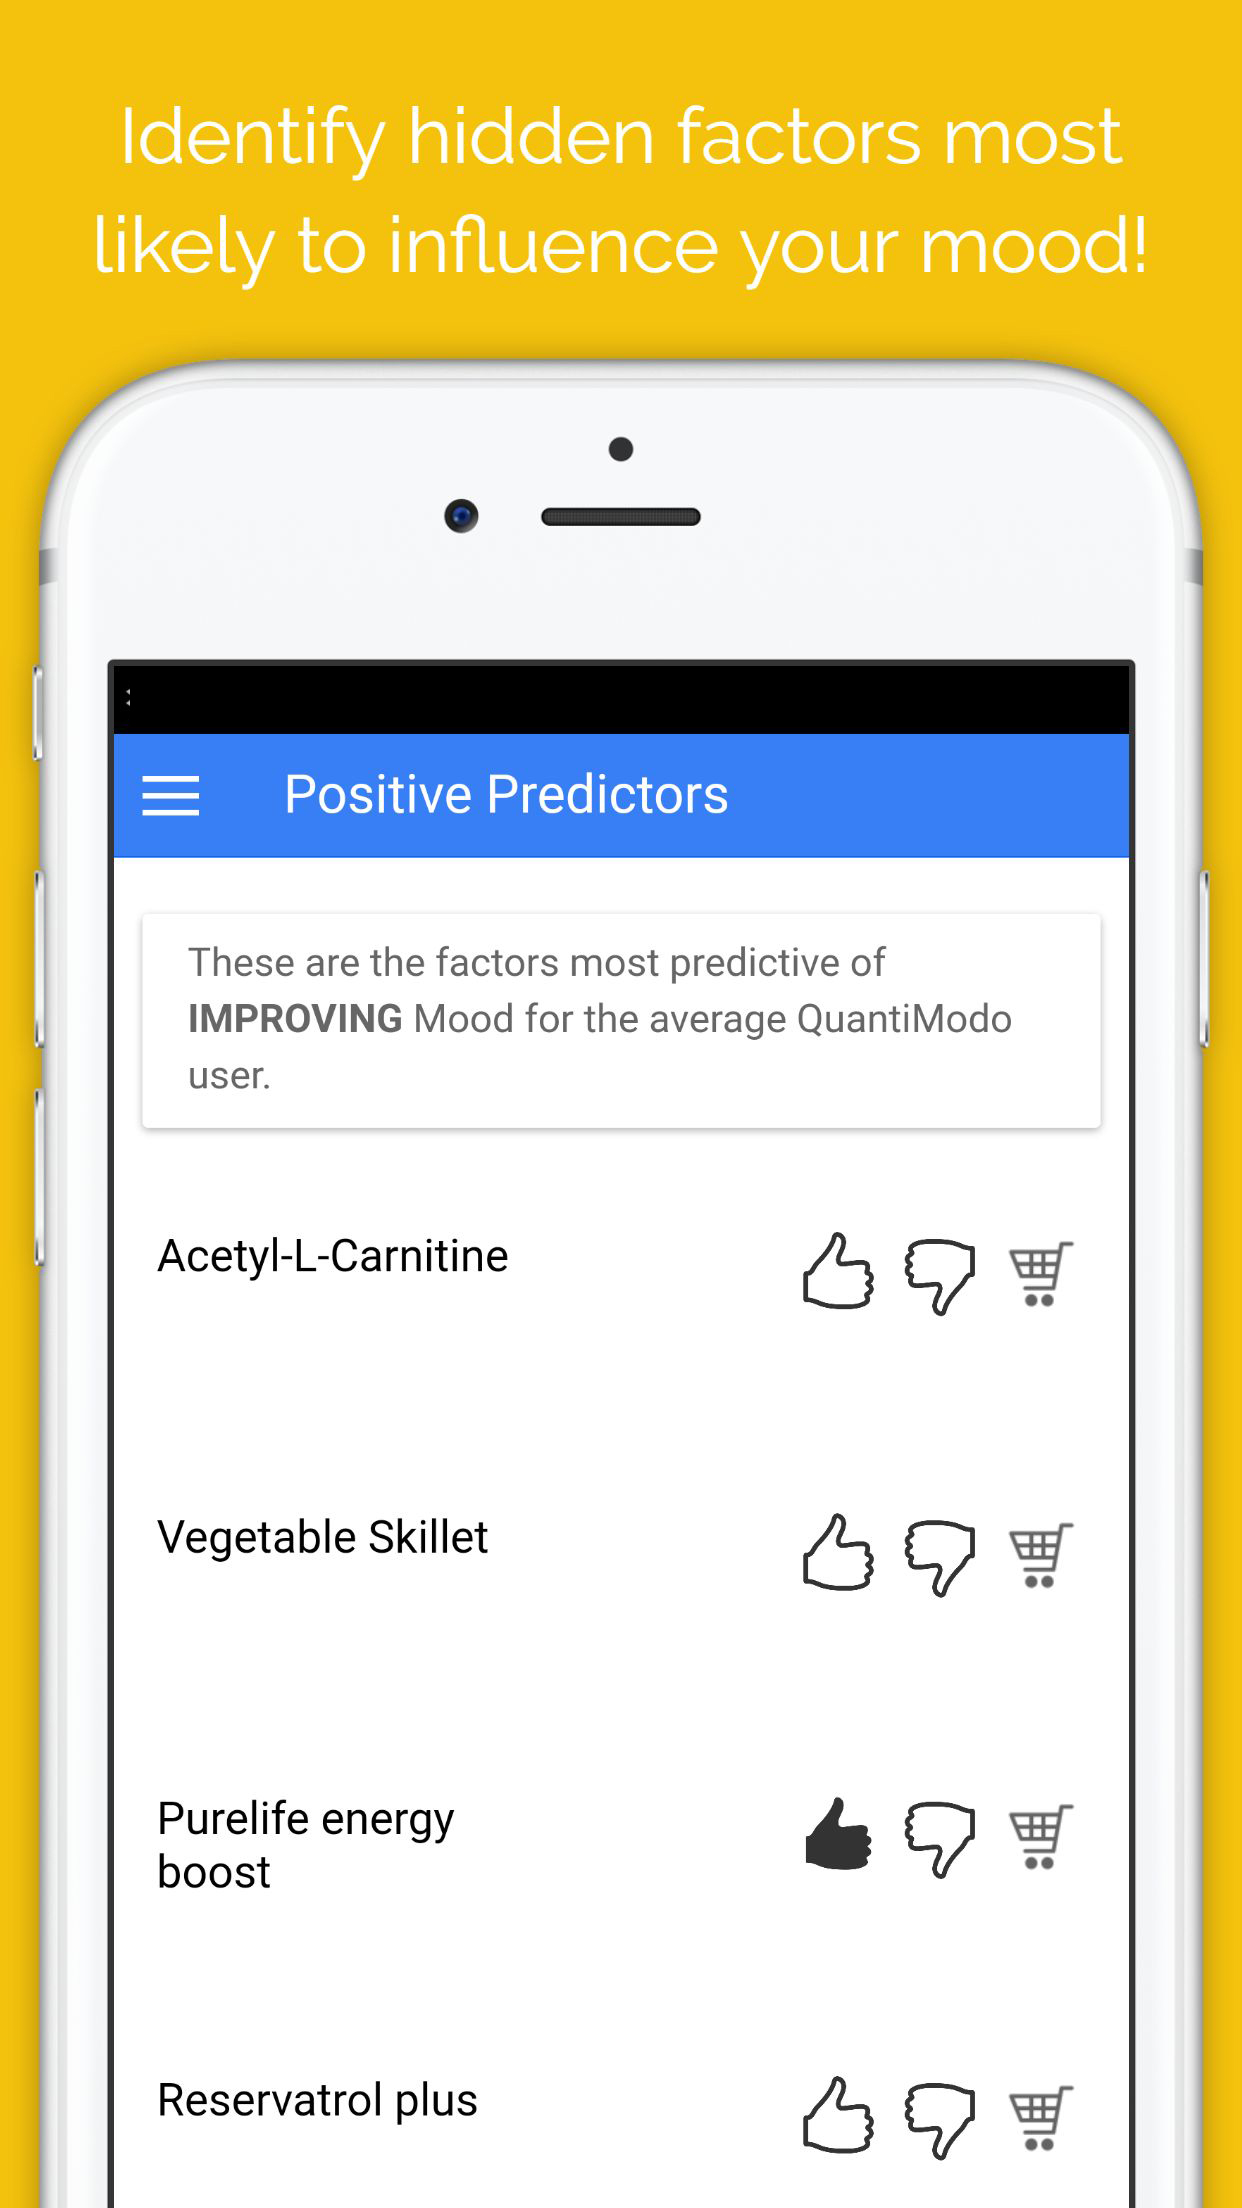 Identify hidden factors most
likely to influence your mood!
Positive Predictors
These are the factors most predictive of
IMPROVING Mood for the average QuantiModo
user.
Acetyl-L-Carnitine
Vegetable Skillet
Purelife energy
boost
Reservatrol plus